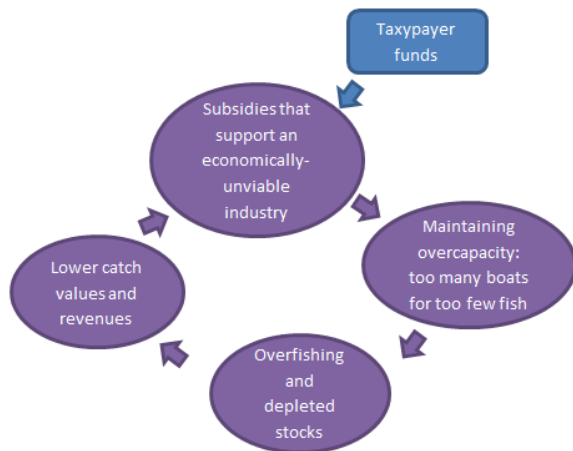 Taxypayer
funds
Subsidies that
support an
economically-
unviable
industry
Maintaining
overcapacity:
too many boats
for too few fish
Overfishing
and
depleted
stocks
Lower catch
values and
revenues